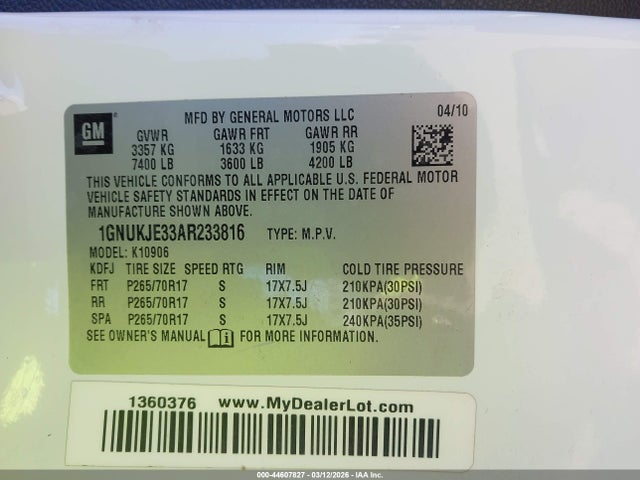 GM
MFD BY GENERAL MOTORS LLC 04/10
GVWR GAWR FRT GAWR RR
3357 KG 1633 KG 1905 KG
7400 LB 3600 LB 4200 LB
THIS VEHICLE CONFORMS TO ALL APPLICABLE U.S. FEDERAL MOTOR
VEHICLE SAFETY STANDARDS IN EFFECT ON THE DATE OF
MANUFACTURE SHOWN ABOVE.
1GNUKJE33AR233816 TYPE: M.P.V.
MODEL: K10906
KDFJ TIRE SIZE SPEED RTG RIM COLD TIRE PRESSURE
FRT P265/70R17 S 17X7.5J 210KPA(30PSI)
RR P265/70R17 S 17X7.5J 210KPA(30PSI)
SPA P265/70R17 S 17X7.5J 240KPA(35PSI)
SEE OWNER'S MANUAL FOR MORE INFORMATION.
1360376 www.MyDealerLot.com
000-44607827 - 03/12/2026 - IAA Inc.